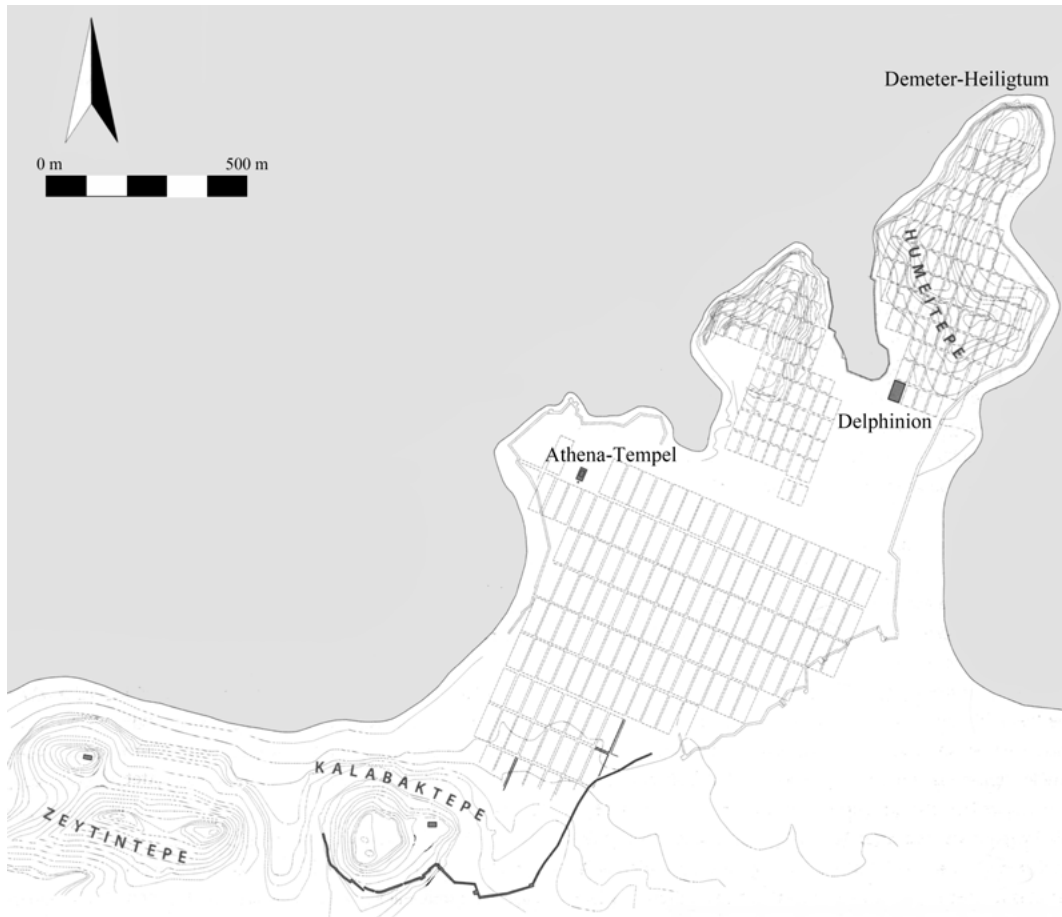 Demeter-Heiligtum
0 m 500 m
HUMEITEPE
Delphinion
Athena-Tempel
KALABAKTEPE
ZEYTINTEPE